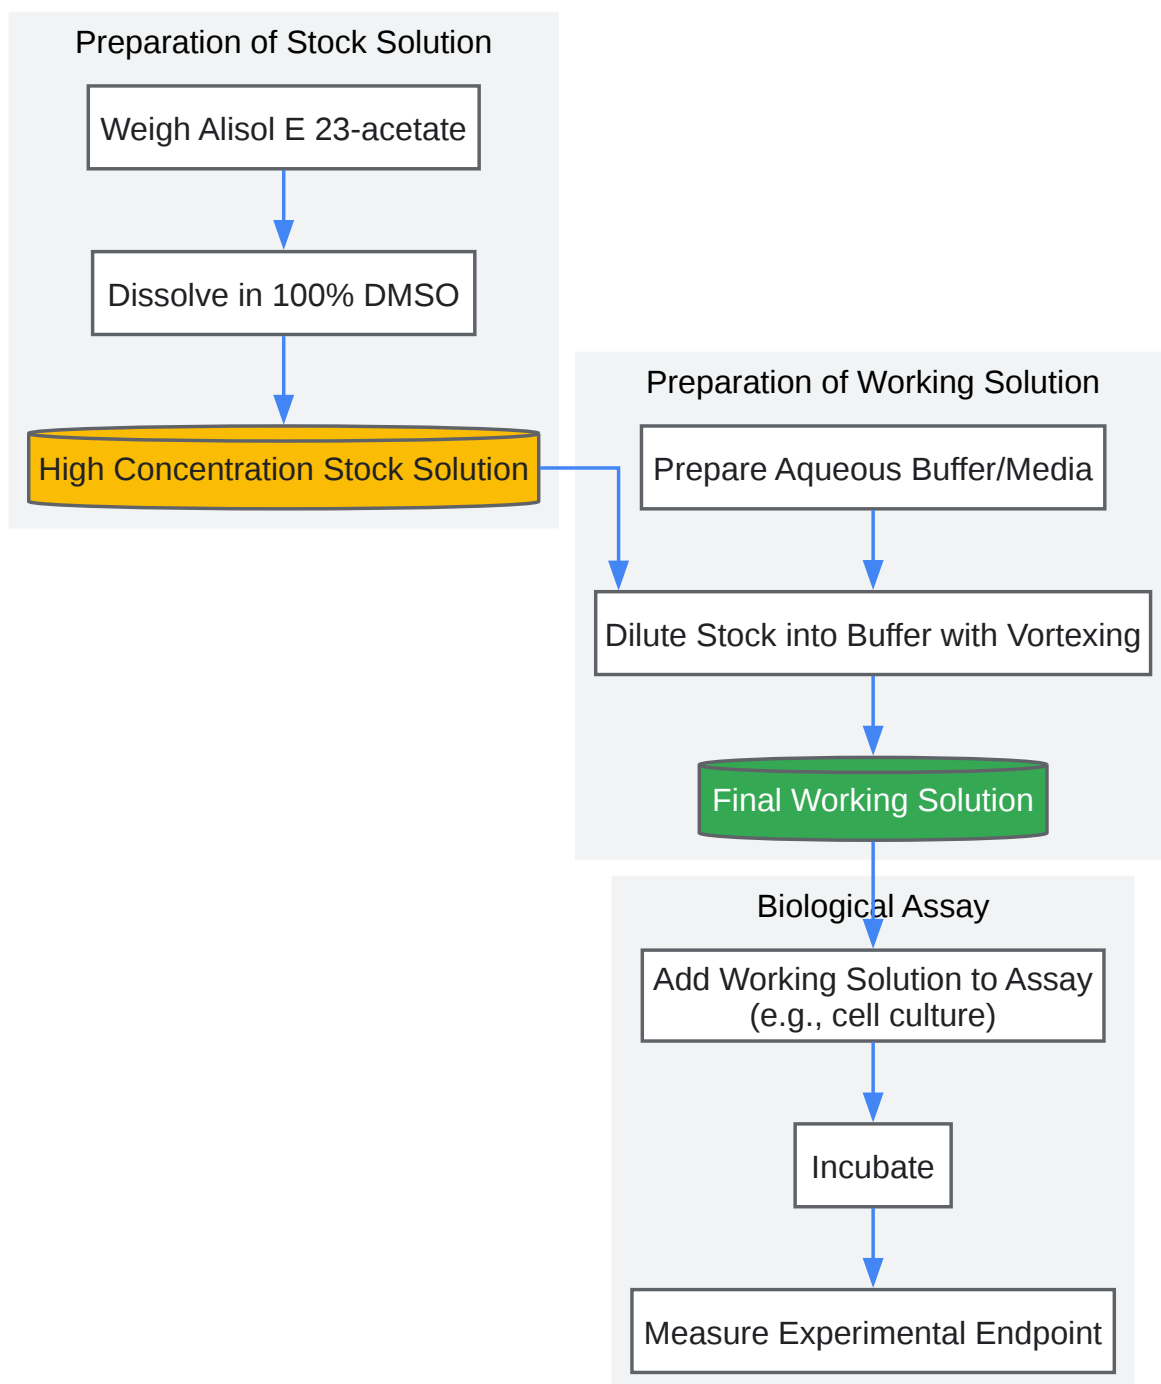 Preparation of Stock Solution
Weigh Alisol E 23-acetate
Dissolve in 100% DMSO
High Concentration Stock Solution
Preparation of Working Solution
Prepare Aqueous Buffer/Media
Dilute Stock into Buffer with Vortexing
Final Working Solution
Biological Assay
Add Working Solution to Assay
(e.g., cell culture)
Incubate
Measure Experimental Endpoint